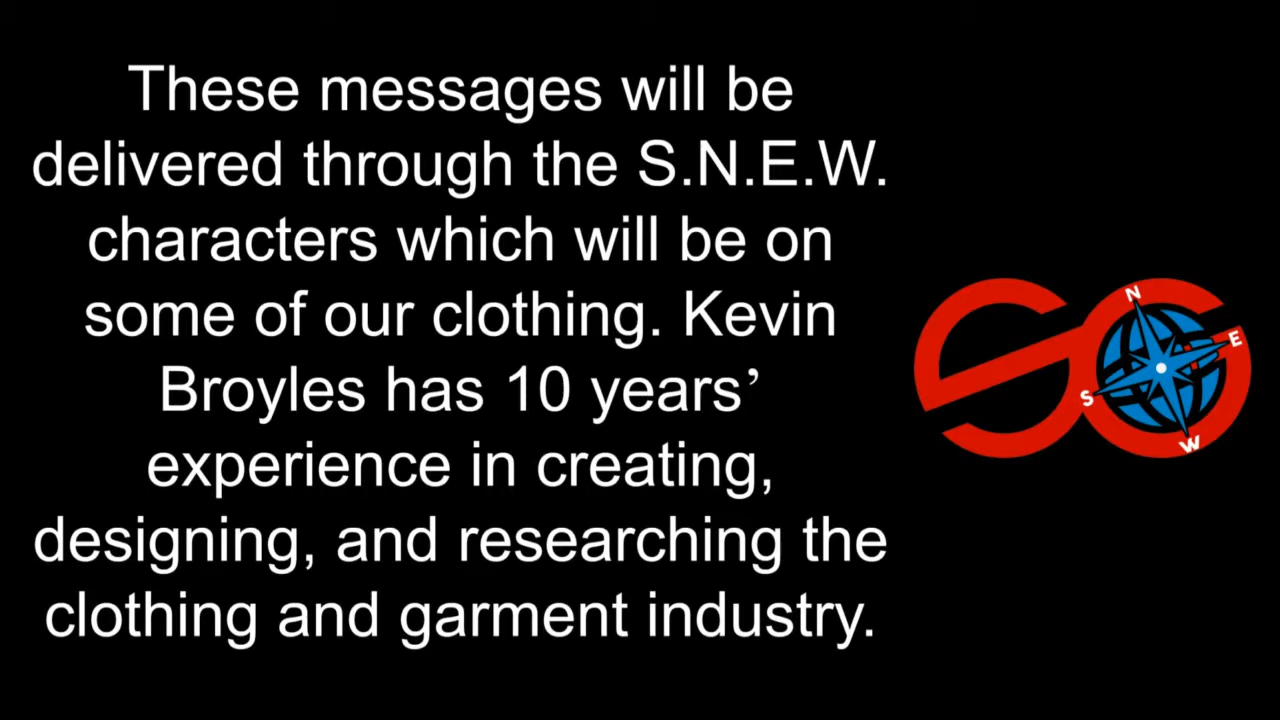 These messages will be
delivered through the S.N.E.W.
characters which will be on
some of our clothing. Kevin
Broyles has 10 years’
experience in creating,
designing, and researching the
clothing and garment industry.
N
E
S
W